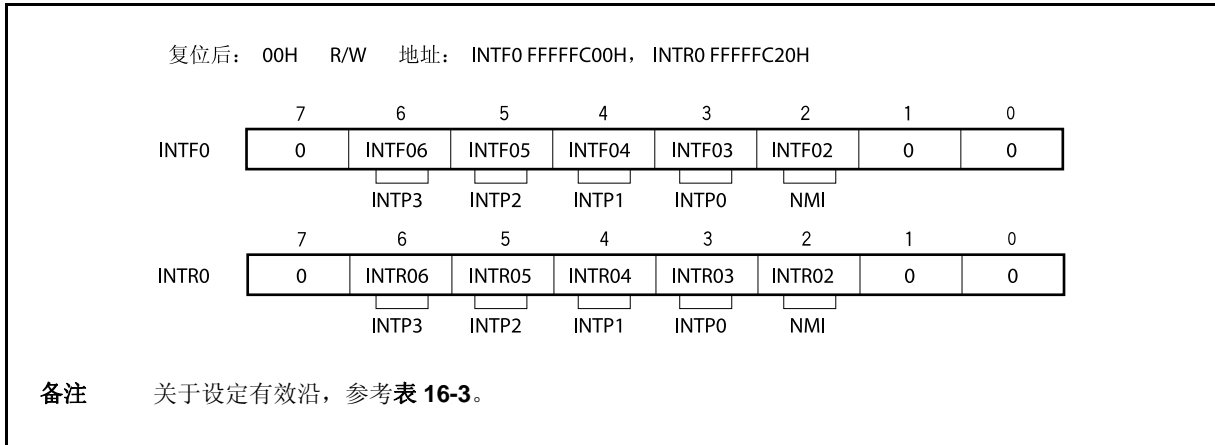 复位后： 00H R/W 地址： INTF0 FFFFFC00H， INTR0 FFFFFC20H
7 6 5 4 3 2 1 0
INTF0 0 INTF06 INTF05 INTF04 INTF03 INTF02 0 0
INTP3 INTP2 INTP1 INTP0 NMI
7 6 5 4 3 2 1 0
INTR0 0 INTR06 INTR05 INTR04 INTR03 INTR02 0 0
INTP3 INTP2 INTP1 INTP0 NMI
备注 关于设定有效沿，参考表 16-3。